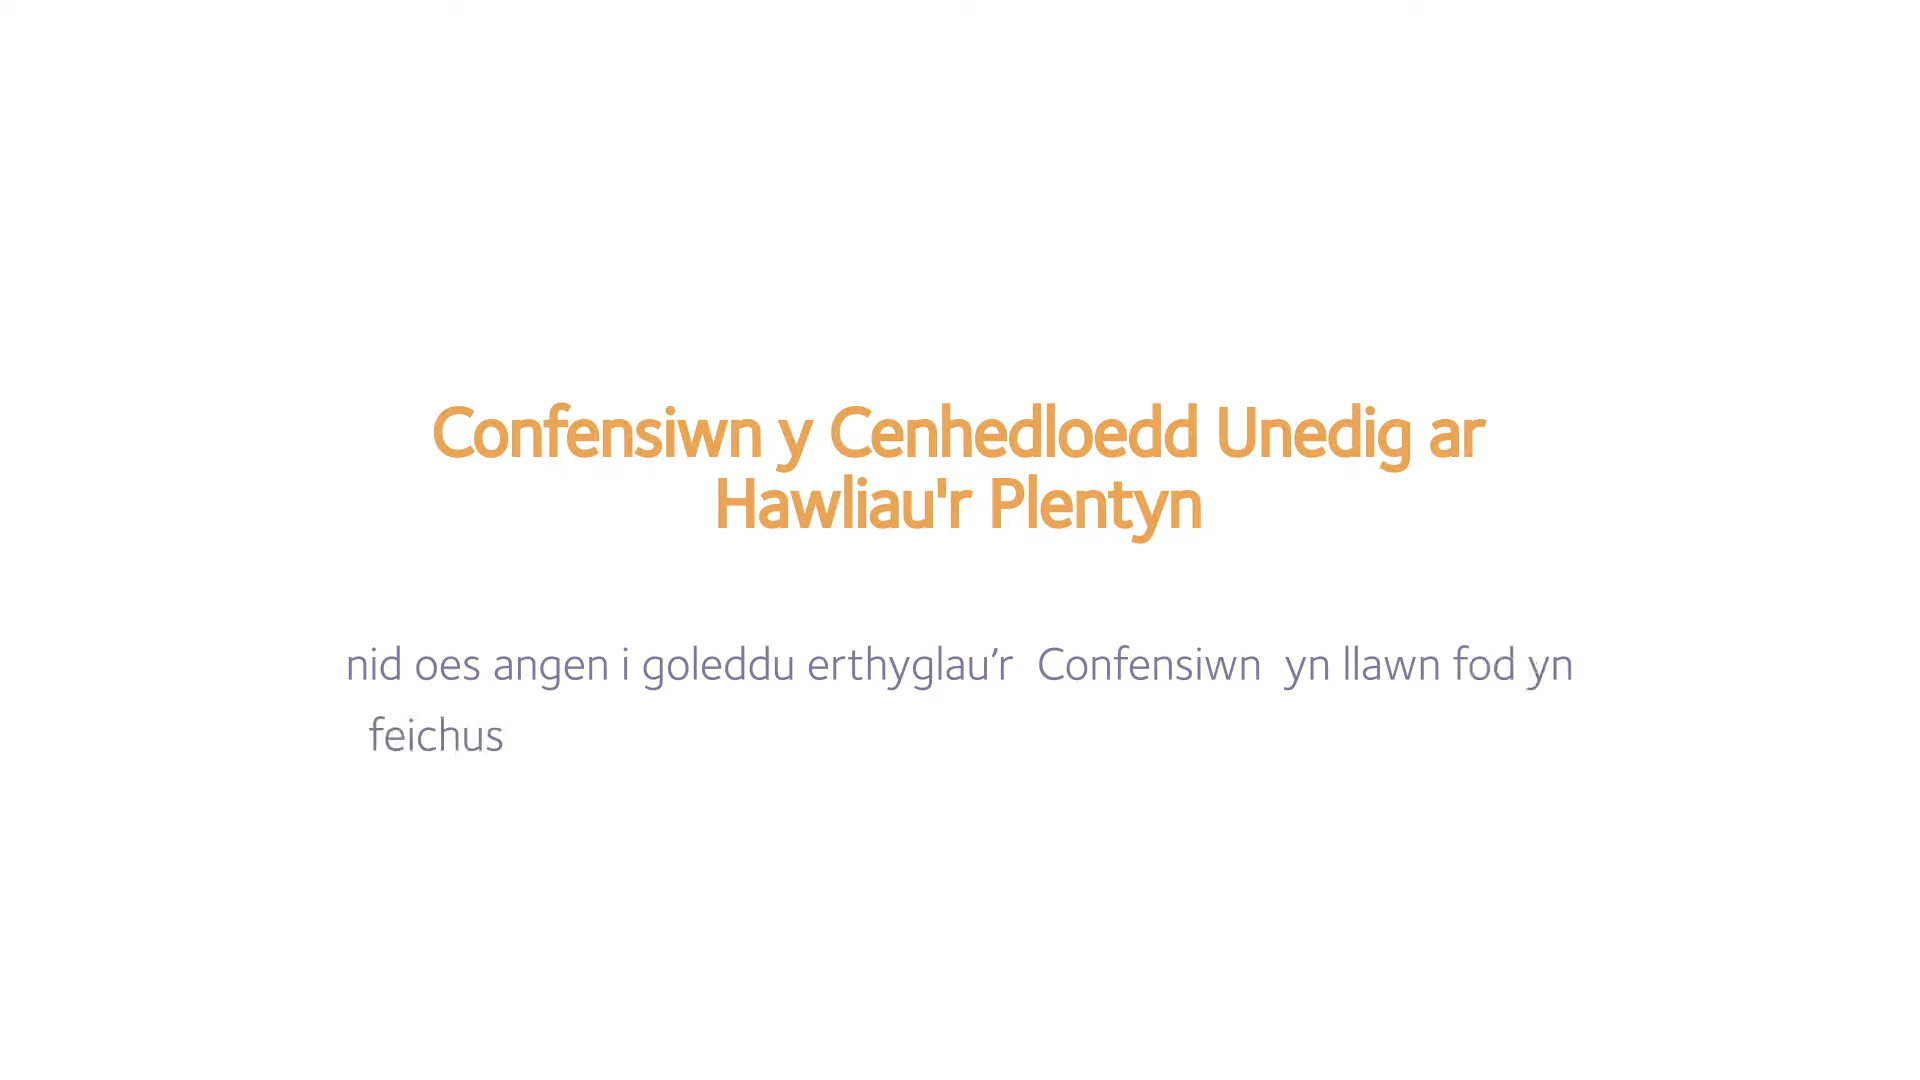 Confensiwn y Cenhedloedd Unedig ar
Hawliau'r Plentyn
nid oes angen i goleddu erthyglau’r Confensiwn yn llawn fod yn
feichus